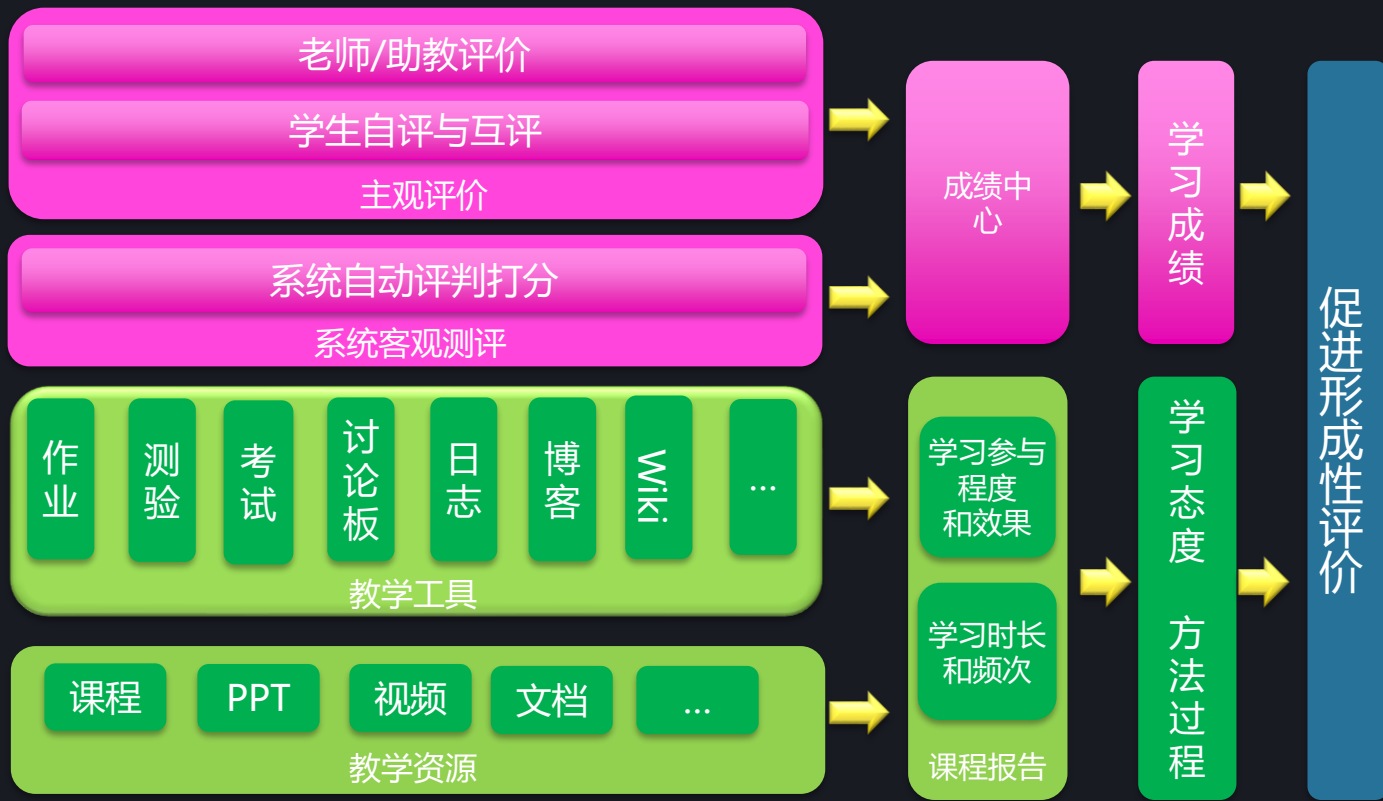 老师/助教评价
学生自评与互评
主观评价
系统自动评判打分
系统客观测评
成绩中
心
学习成绩
作业
测验
考试
讨论板
日志
博客
Wiki
...
教学工具
课程
PPT
视频
文档
...
教学资源
学习参与
程度
和效果
学习时长
和频次
课程报告
学习态度 方法过程
促进形成性评价